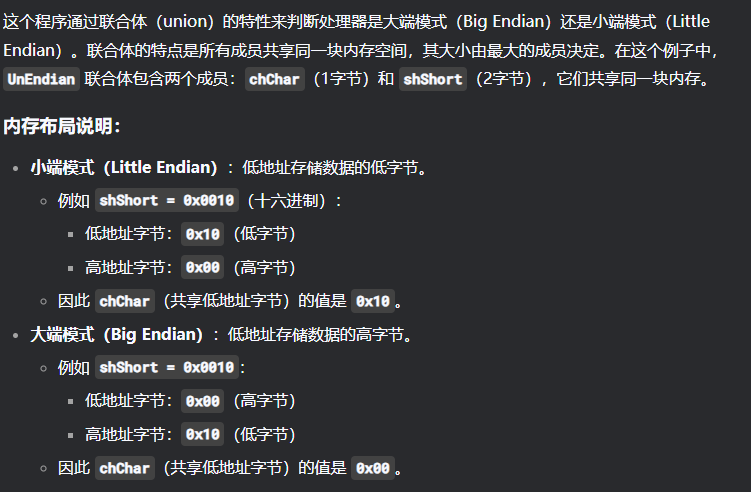 这个程序通过联合体（union）的特性来判断处理器是大端模式（Big Endian）还是小端模式（Little
Endian）。联合体的特点是所有成员共享同一块内存空间，其大小由最大的成员决定。在这个例子中，
UnEndian 联合体包含两个成员：chChar（1字节）和 shShort（2字节），它们共享同一块内存。
内存布局说明：
小端模式（Little Endian）：低地址存储数据的低字节。
例如 shShort = 0x0010（十六进制）：
低地址字节：0x10（低字节）
高地址字节：0x00（高字节）
因此 chChar（共享低地址字节）的值是 0x10。
大端模式（Big Endian）：低地址存储数据的高字节。
例如 shShort = 0x0010：
低地址字节：0x00（高字节）
高地址字节：0x10（低字节）
因此 chChar（共享低地址字节）的值是 0x00。